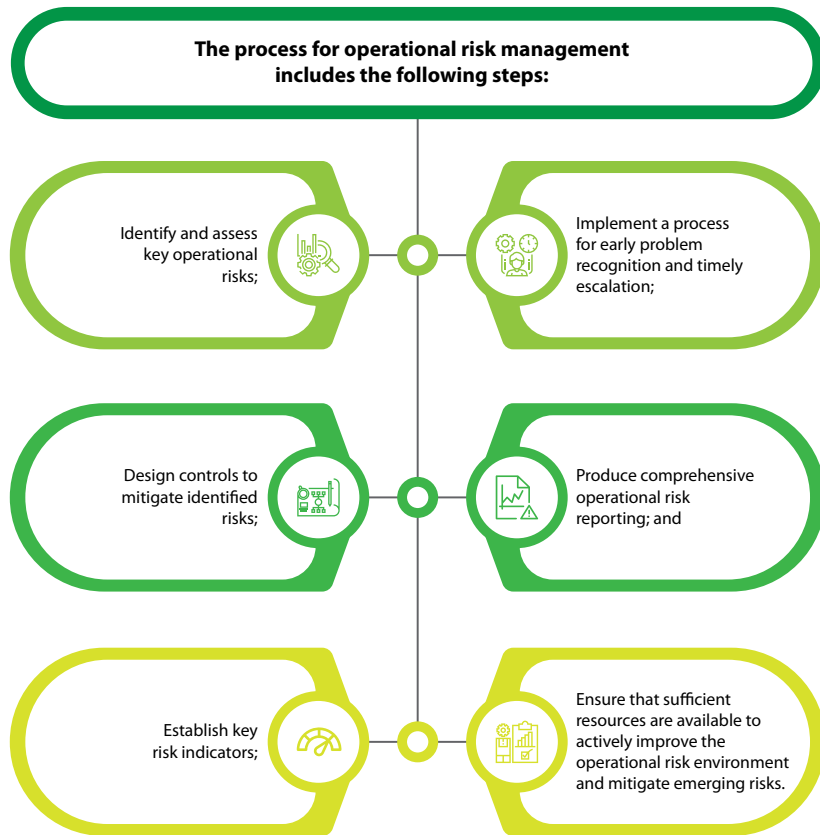 The process for operational risk management
includes the following steps:
Identify and assess
key operational
risks;
Design controls to
mitigate identified
risks;
Establish key
risk indicators;
Implement a process
for early problem
recognition and timely
escalation;
Produce comprehensive
operational risk
reporting; and
Ensure that sufficient
resources are available to
actively improve the
operational risk environment
and mitigate emerging risks.